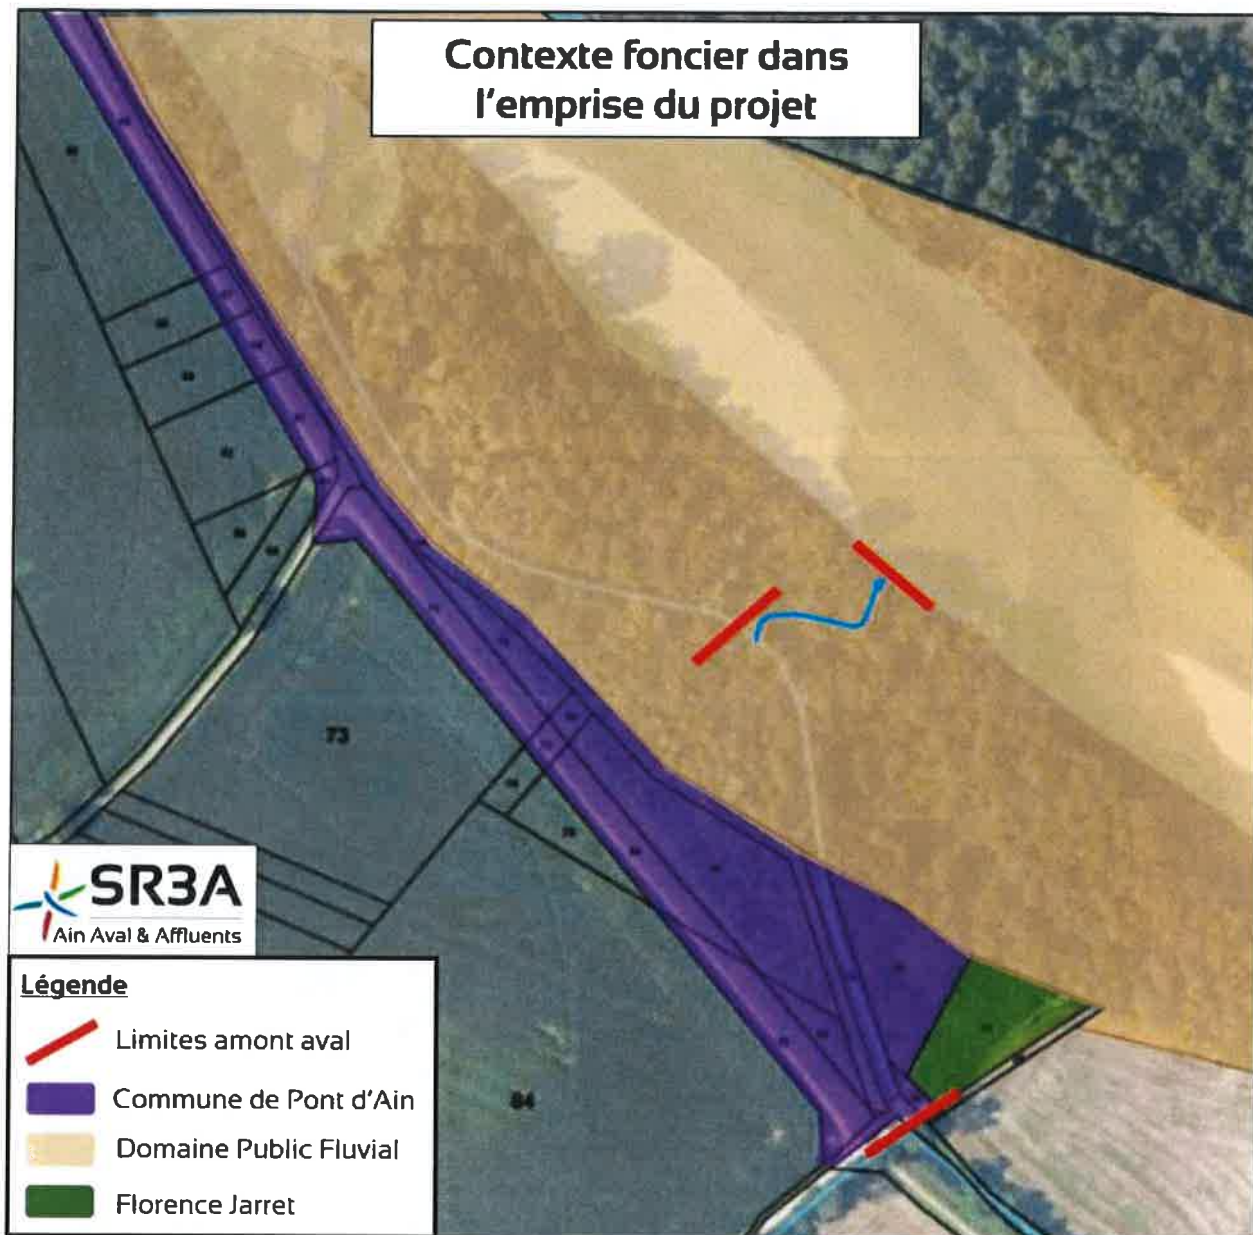 Contexte foncier dans
l'emprise du projet
73
84
SR3A
Ain Aval & Affluents
Légende
Limites amont aval
Commune de Pont d'Ain
Domaine Public Fluvial
Florence Jarret